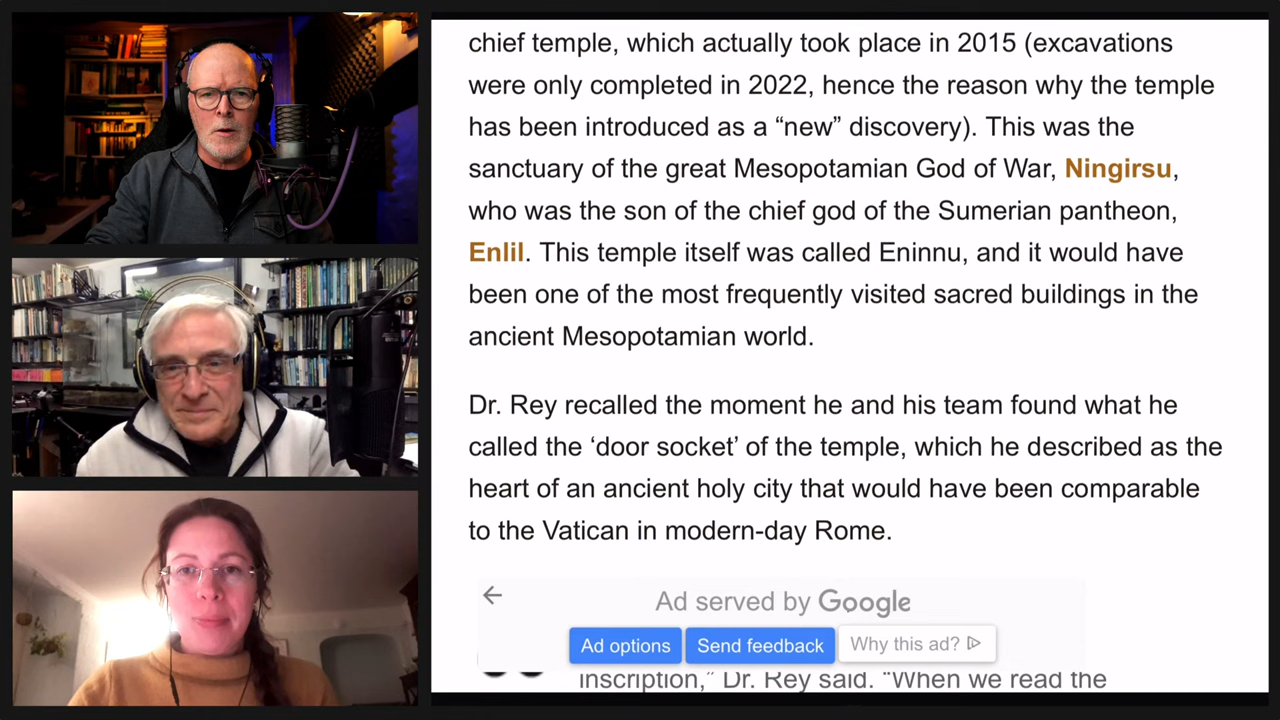 chief temple, which actually took place in 2015 (excavations
were only completed in 2022, hence the reason why the temple
has been introduced as a “new” discovery). This was the
sanctuary of the great Mesopotamian God of War, Ningirsu,
who was the son of the chief god of the Sumerian pantheon,
Enlil. This temple itself was called Eninnu, and it would have
been one of the most frequently visited sacred buildings in the
ancient Mesopotamian world.
Dr. Rey recalled the moment he and his team found what he
called the ‘door socket’ of the temple, which he described as the
heart of an ancient holy city that would have been comparable
to the Vatican in modern-day Rome.
Ad served by Google
Ad options Send feedback Why this ad?
inscription,” Dr. Rey said. “When we read the